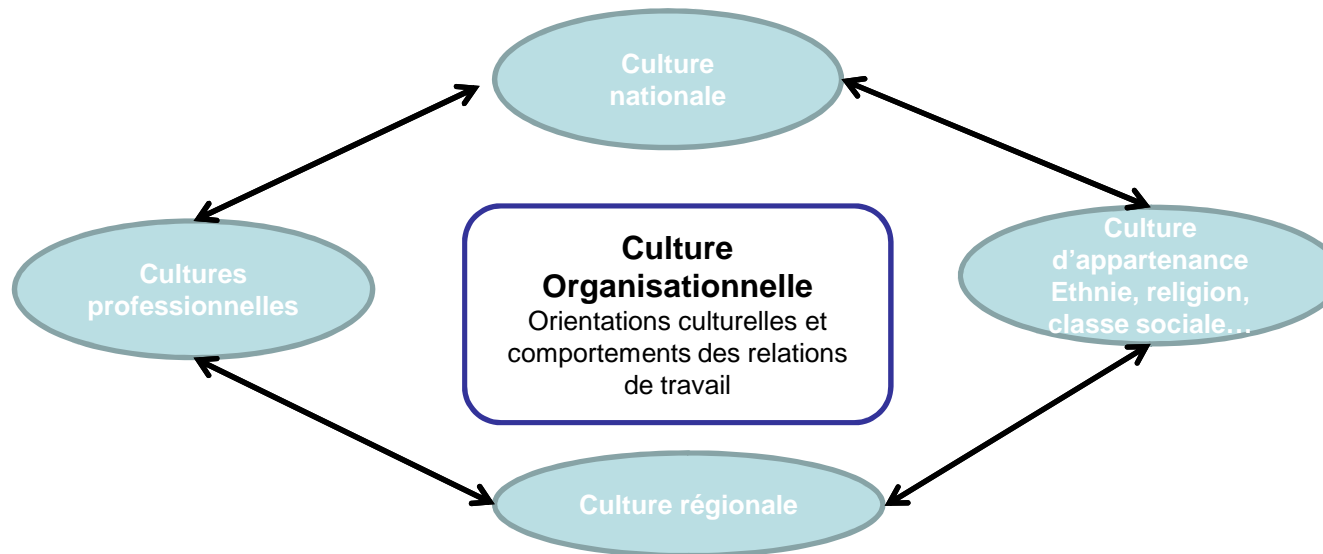 Culture
nationale
Cultures
professionnelles
Culture
Organisationnelle
Orientations culturelles et
comportements des relations
de travail
Culture
d’appartenance
Ethnie, religion,
classe sociale…
Culture régionale